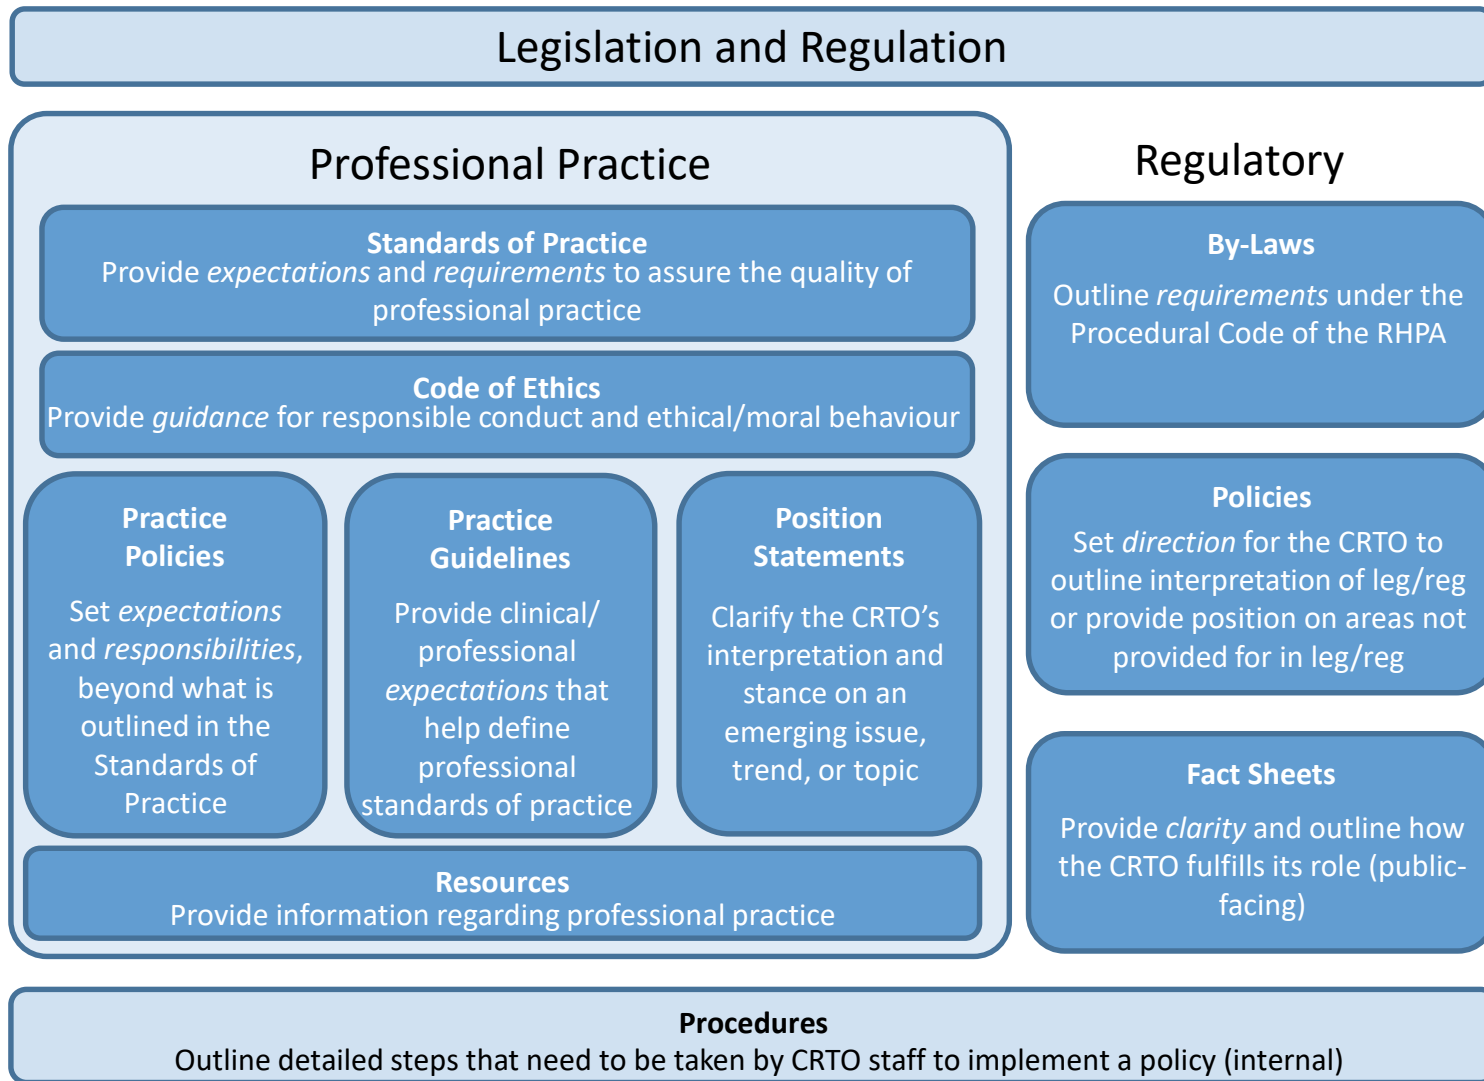 Legislation and Regulation
Professional Practice
Standards of Practice
Provide expectations and requirements to assure the quality of
professional practice
Code of Ethics
Provide guidance for responsible conduct and ethical/moral behaviour
Practice
Policies
Set expectations
and responsibilities,
beyond what is
outlined in the
Standards of
Practice
Practice
Guidelines
Provide clinical/
professional
expectations that
help define
professional
standards of practice
Position
Statements
Clarify the CRTO’s
interpretation and
stance on an
emerging issue,
trend, or topic
Resources
Provide information regarding professional practice
Regulatory
By-Laws
Outline requirements under the
Procedural Code of the RHPA
Policies
Set direction for the CRTO to
outline interpretation of leg/reg
or provide position on areas not
provided for in leg/reg
Fact Sheets
Provide clarity and outline how
the CRTO fulfills its role (public-
facing)
Procedures
Outline detailed steps that need to be taken by CRTO staff to implement a policy (internal)